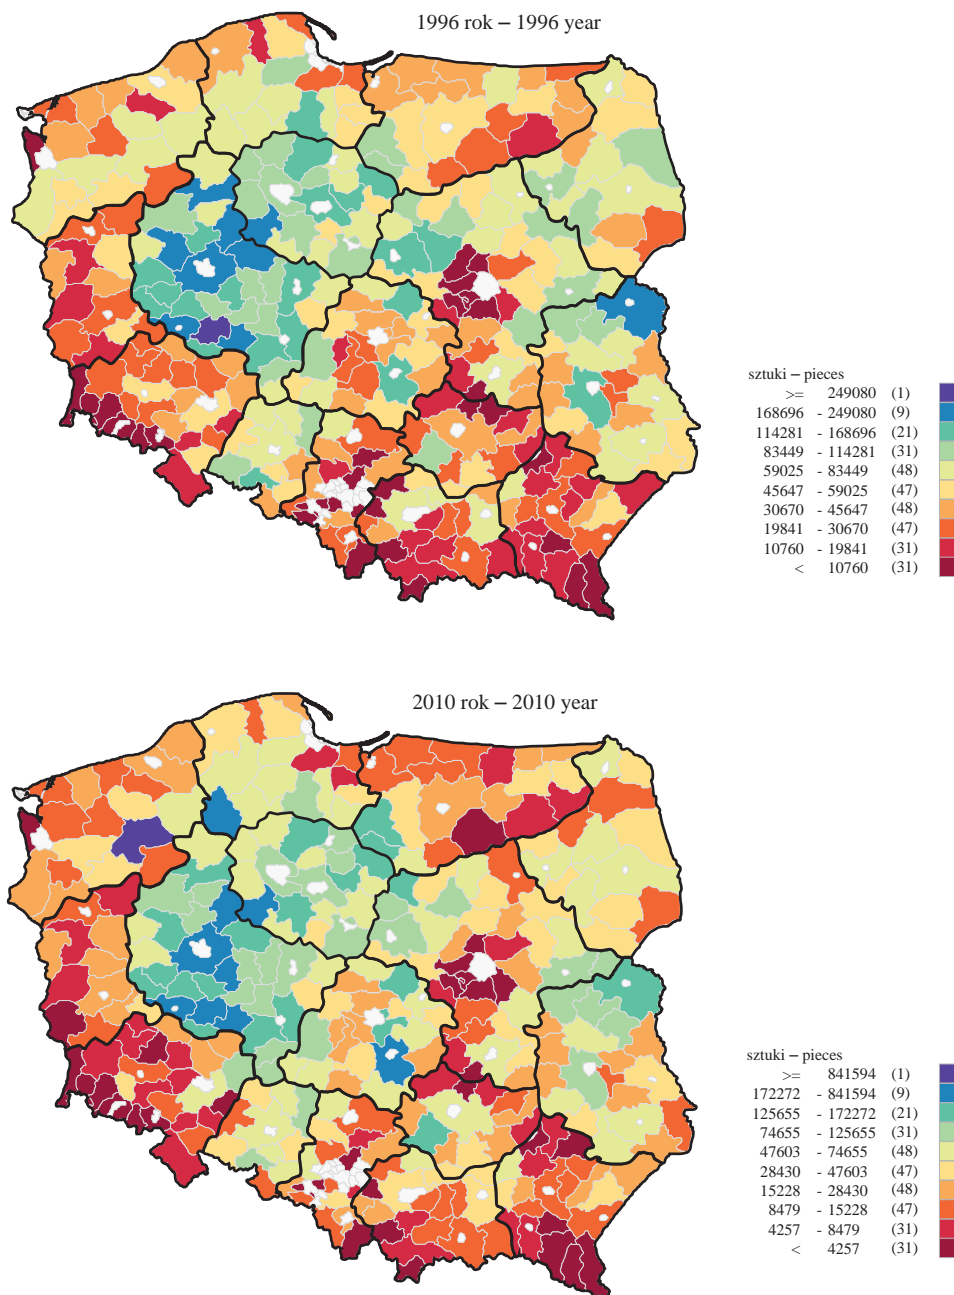 1996 rok – 1996 year
sztuki – pieces
>= 249080 (1)
168696 - 249080 (9)
114281 - 168696 (21)
83449 - 114281 (31)
59025 - 83449 (48)
45647 - 59025 (47)
30670 - 45647 (48)
19841 - 30670 (47)
10760 - 19841 (31)
< 10760 (31)
2010 rok – 2010 year
sztuki – pieces
>= 841594 (1)
172272 - 841594 (9)
125655 - 172272 (21)
74655 - 125655 (31)
47603 - 74655 (48)
28430 - 47603 (47)
15228 - 28430 (48)
8479 - 15228 (47)
4257 - 8479 (31)
< 4257 (31)